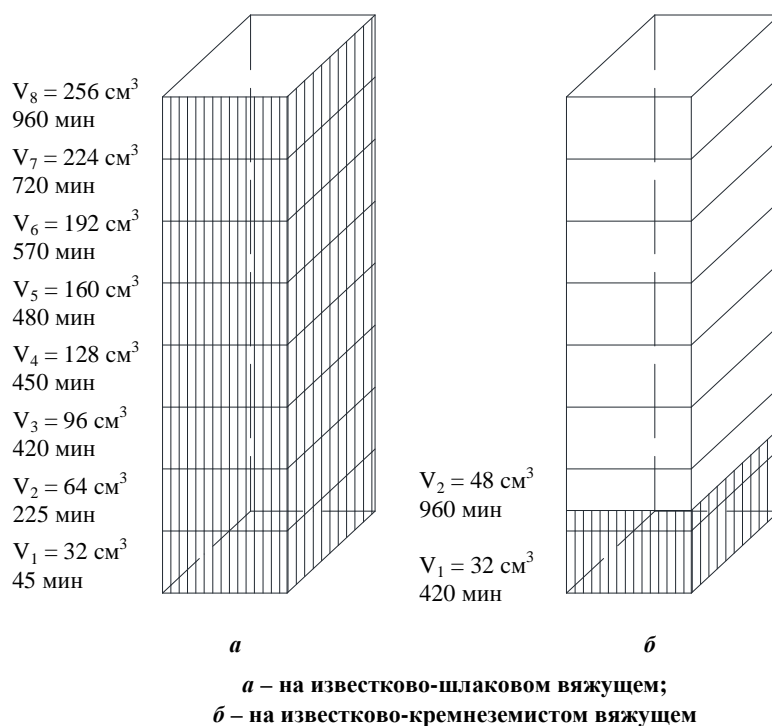 V₈ = 256 см³
960 мин
V₇ = 224 см³
720 мин
V₆ = 192 см³
570 мин
V₅ = 160 см³
480 мин
V₄ = 128 см³
450 мин
V₃ = 96 см³
420 мин
V₂ = 64 см³
225 мин
V₁ = 32 см³
45 мин
V₂ = 48 см³
960 мин
V₁ = 32 см³
420 мин
а б
а – на известково-шлаковом вяжущем;
б – на известково-кремнеземистом вяжущем